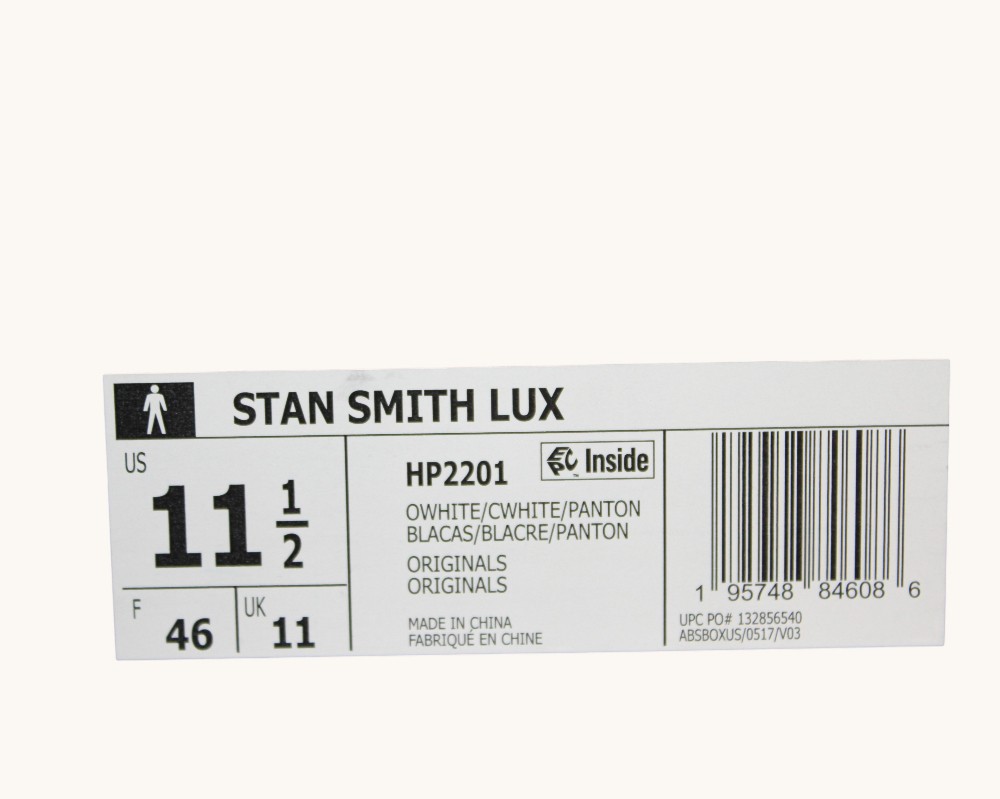 STAN SMITH LUX
US
11 1/2
F
46
UK
11
HP2201
Inside
OWHITE/CWHITE/PANTON
BLACAS/BLACRE/PANTON
ORIGINALS
ORIGINALS
MADE IN CHINA
FABRIQUÉ EN CHINE
1 95748 84608 6
UPC PO# 132856540
ABSBOXUS/0517/V03